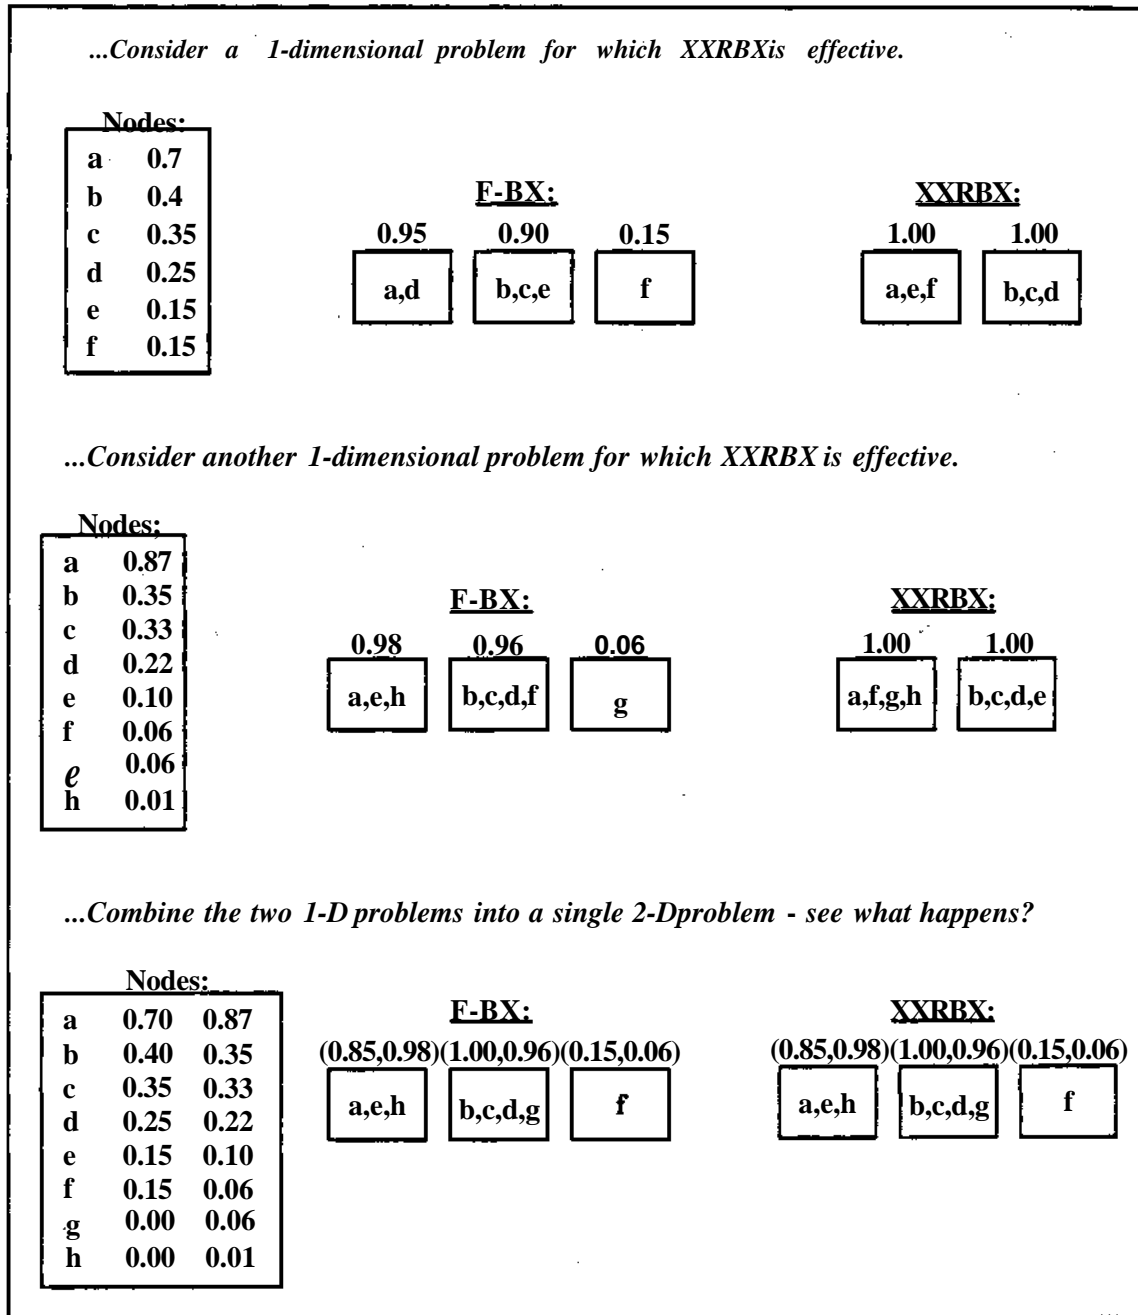 ...Consider a 1-dimensional problem for which XXRBXis effective.
Nodes:
a 0.7
b 0.4
c 0.35
d 0.25
e 0.15
f 0.15
F-BX:
0.95 0.90 0.15
a,d b,c,e f
XXRBX:
1.00 1.00
a,e,f b,c,d
...Consider another 1-dimensional problem for which XXRBX is effective.
Nodes;
a 0.87
b 0.35
c 0.33
d 0.22
e 0.10
f 0.06
e 0.06
h 0.01
F-BX:
0.98 0.96 0.06
a,e,h b,c,d,f g
XXRBX:
1.00 1.00
a,f,g,h b,c,d,e
...Combine the two 1-D problems into a single 2-Dproblem - see what happens?
Nodes:
a 0.70 0.87
b 0.40 0.35
c 0.35 0.33
d 0.25 0.22
e 0.15 0.10
f 0.15 0.06
g 0.00 0.06
h 0.00 0.01
F-BX:
(0.85,0.98)(1.00,0.96)(0.15,0.06)
a,e,h b,c,d,g f
XXRBX:
(0.85,0.98)(1.00,0.96)(0.15,0.06)
a,e,h b,c,d,g f